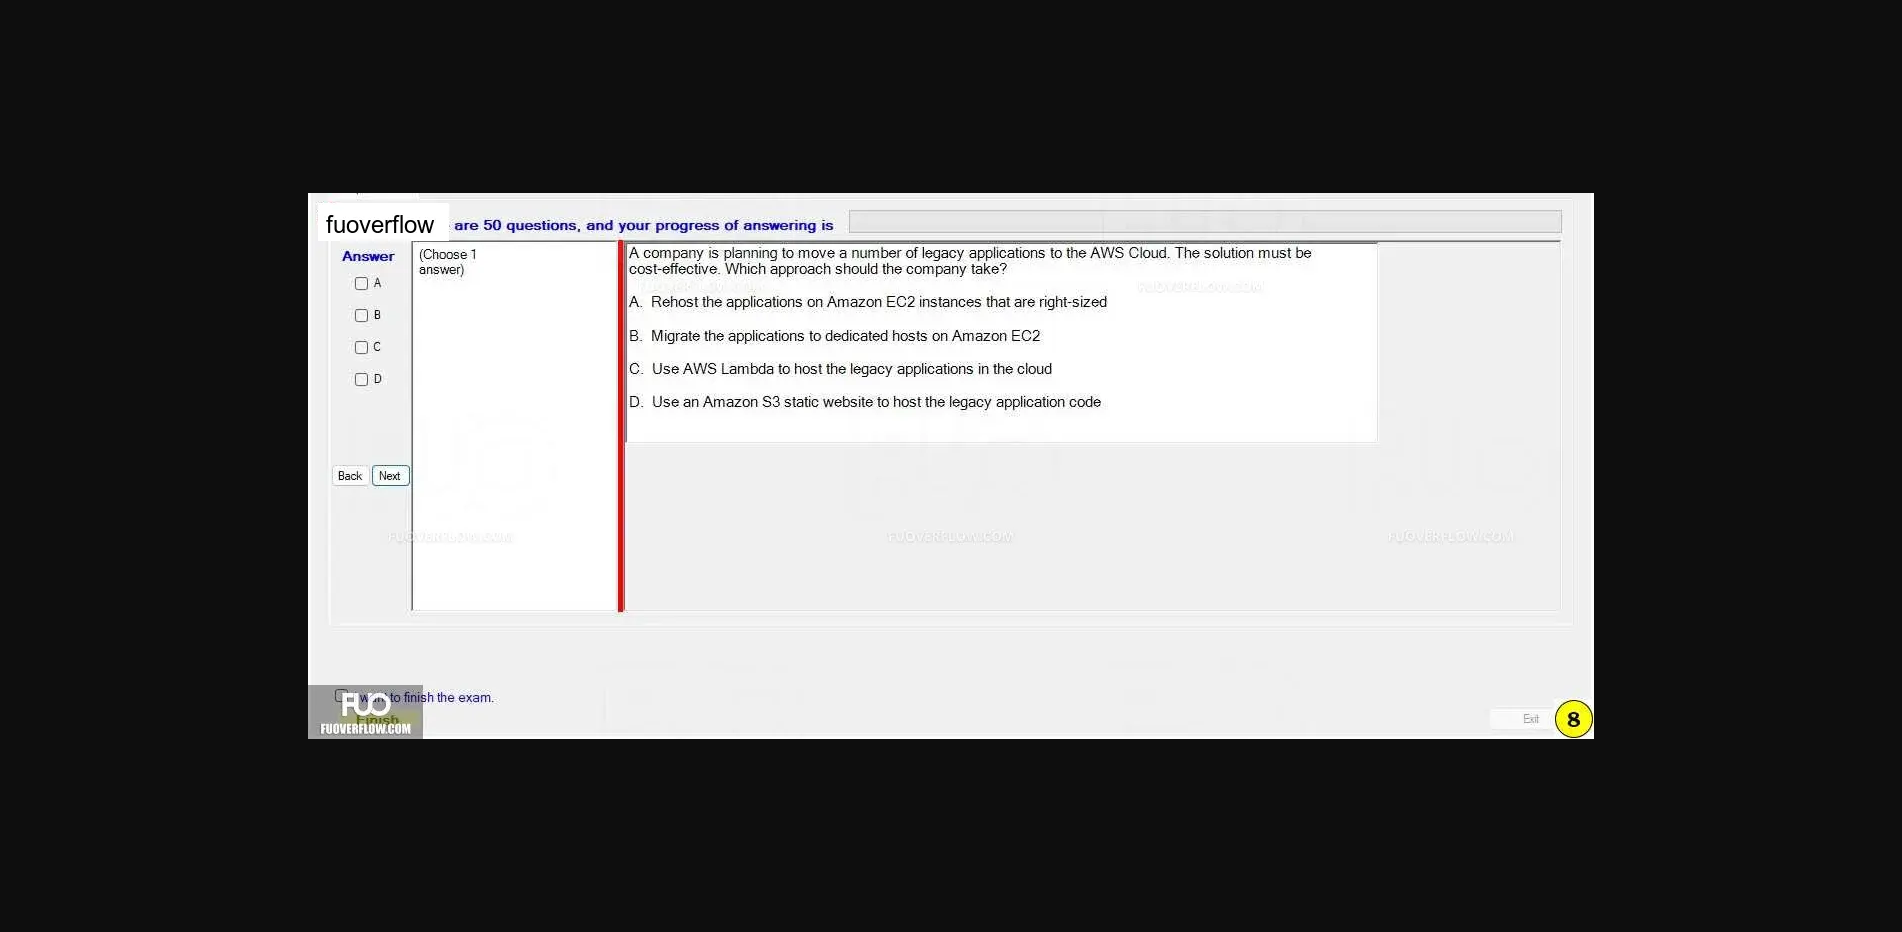 fuoverflow are 50 questions, and your progress of answering is
Answer
A
B
C
D
Back Next
(Choose 1
answer)
A company is planning to move a number of legacy applications to the AWS Cloud. The solution must be
cost-effective. Which approach should the company take?
A. Rehost the applications on Amazon EC2 instances that are right-sized
B. Migrate the applications to dedicated hosts on Amazon EC2
C. Use AWS Lambda to host the legacy applications in the cloud
D. Use an Amazon S3 static website to host the legacy application code
FUOVERFLOW.COM
FUOVERFLOW.COM
FUOVERFLOW.COM
FUOVERFLOW.COM
want to finish the exam.
FUO
Finish
FUOVERFLOW.COM
Exit
8